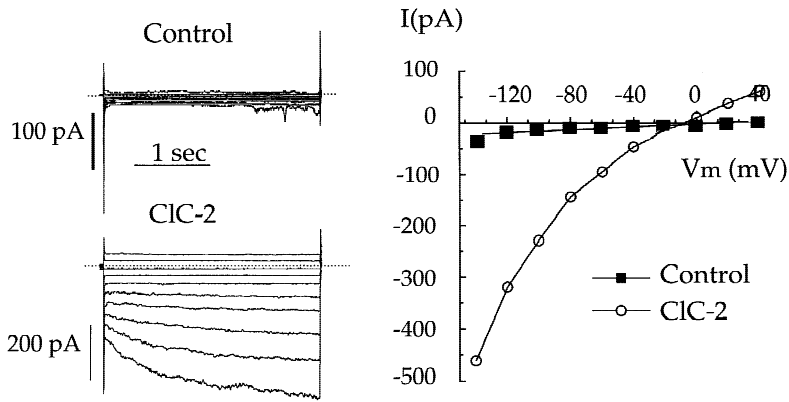 Control
100 pA
1 sec
ClC-2
200 pA
I(pA)
100
-120 -80 -40 0 40
0
Vm (mV)
-100
-200
-300
Control
ClC-2
-400
-500